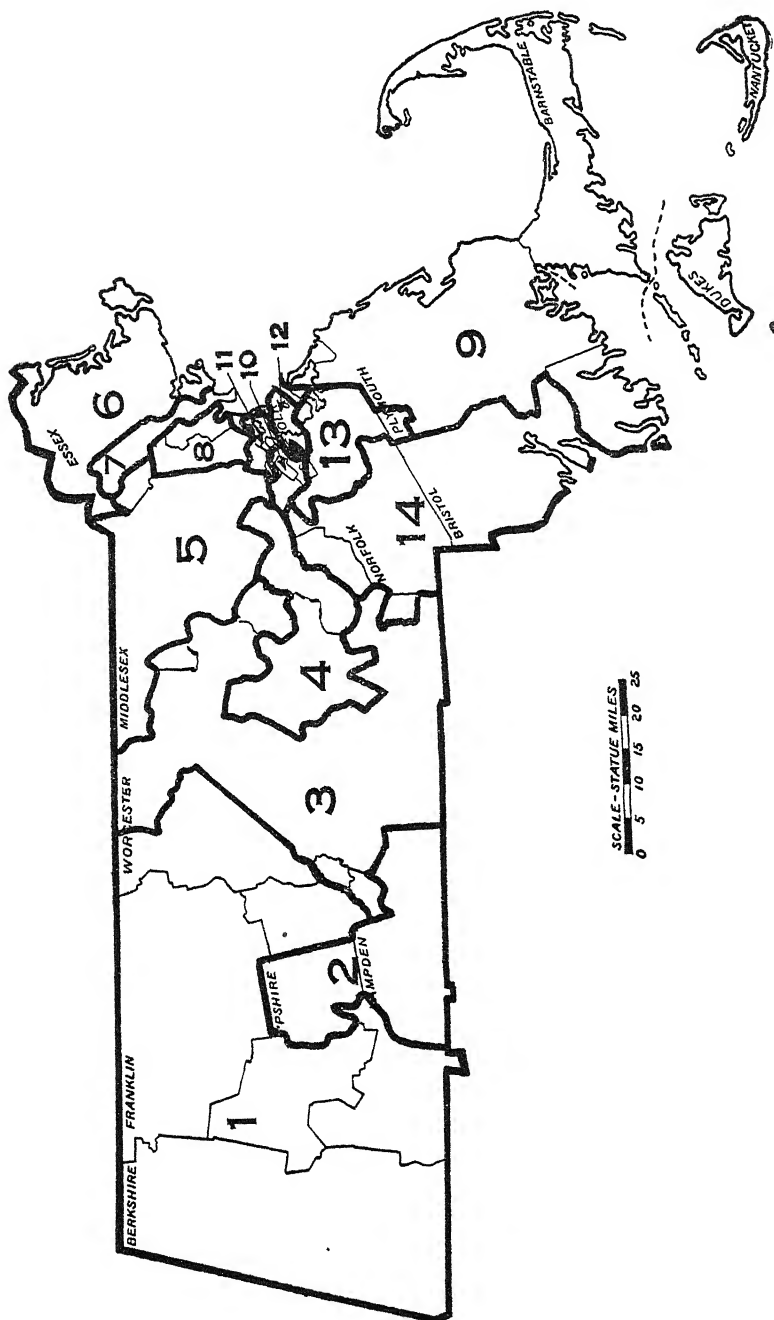 BERKSHIRE
FRANKLIN
WORCESTER
MIDDLESEX
ESSEX
1
PSHIRE
2
AMPDEN
3
4
5
6
7
8
11
10
12
13
NORFOLK
14
BRISTOL
PLYMOUTH
9
BARNSTABLE
DUKES
NANTUCKET
SCALE-STATUE MILES
0 5 10 15 20 25